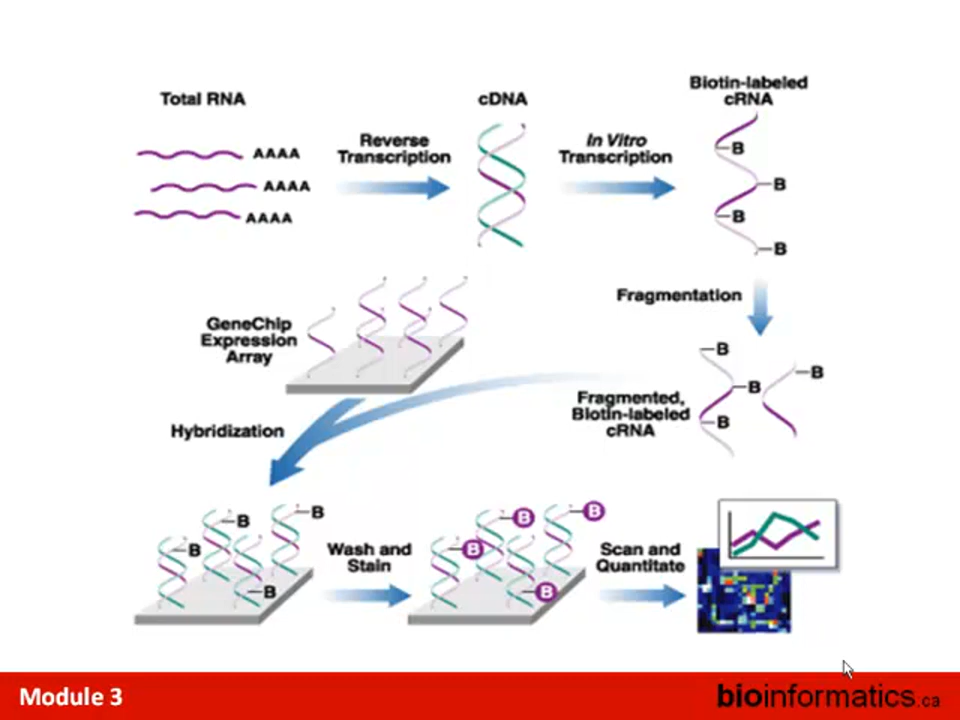 Total RNA
cDNA
Biotin-labeled
cRNA
AAAA
AAAA
AAAA
Reverse
Transcription
In Vitro
Transcription
B
B
B
B
Fragmentation
GeneChip
Expression
Array
B
B
B
B
Fragmented,
Biotin-labeled
cRNA
Hybridization
B
B
B
B
Wash and
Stain
B
B
B
B
Scan and
Quantitate
Module 3
bioinformatics.ca